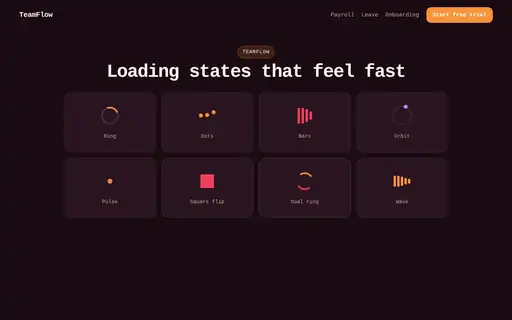 TeamFlow
Payroll Leave Onboarding Start free trial
TEAMFLOW
Loading states that feel fast
Ring Dots Bars Orbit
Pulse Square flip Dual ring Wave